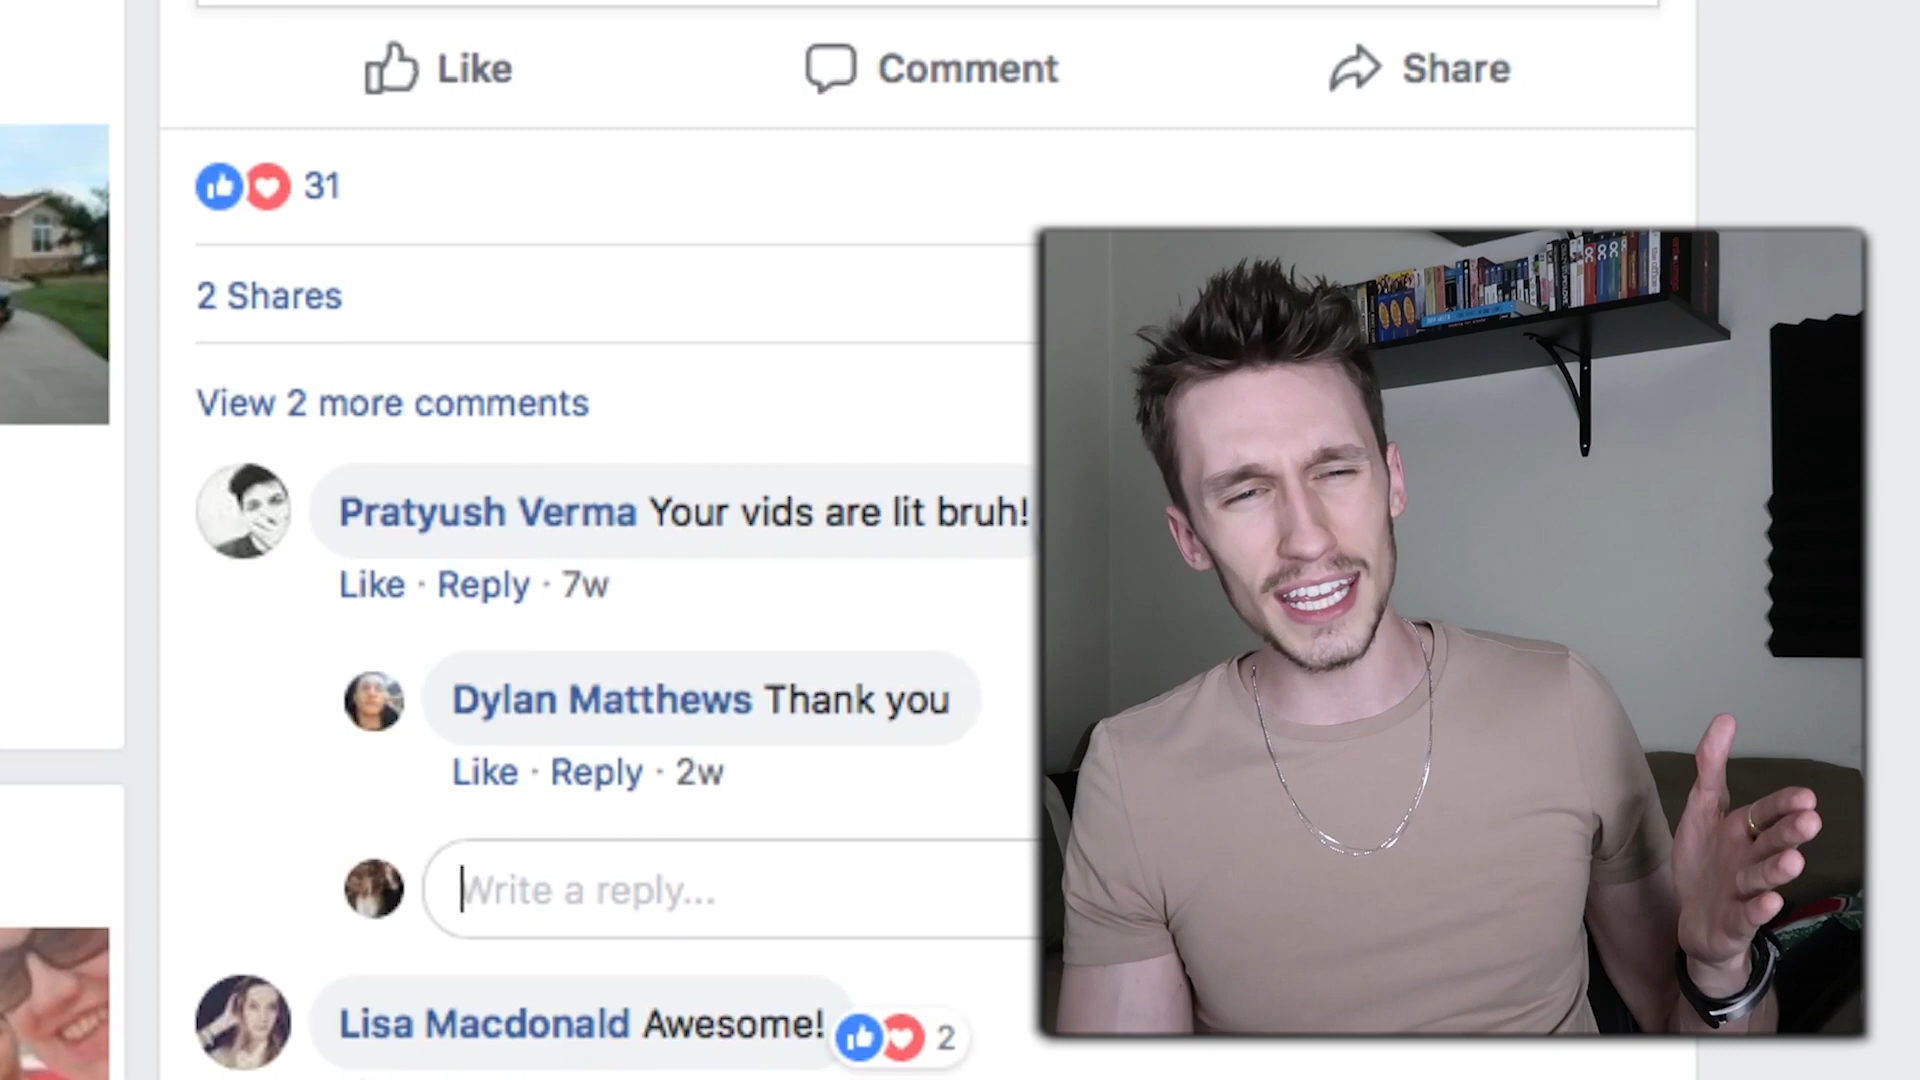 Like
Comment
Share
31
2 Shares
View 2 more comments
Pratyush Verma Your vids are lit bruh!
Like · Reply · 7w
Dylan Matthews Thank you
Like · Reply · 2w
Write a reply...
Lisa Macdonald Awesome!
2